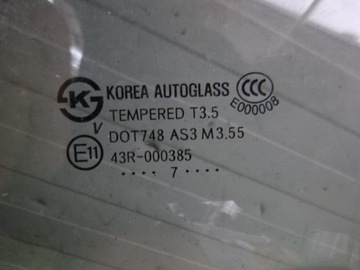 KOREA AUTOGLASS CCC
E000008
TEMPERED T3.5
V
DOT748 AS3 M3.55
E11 43R-000385
•••• 7 ••••